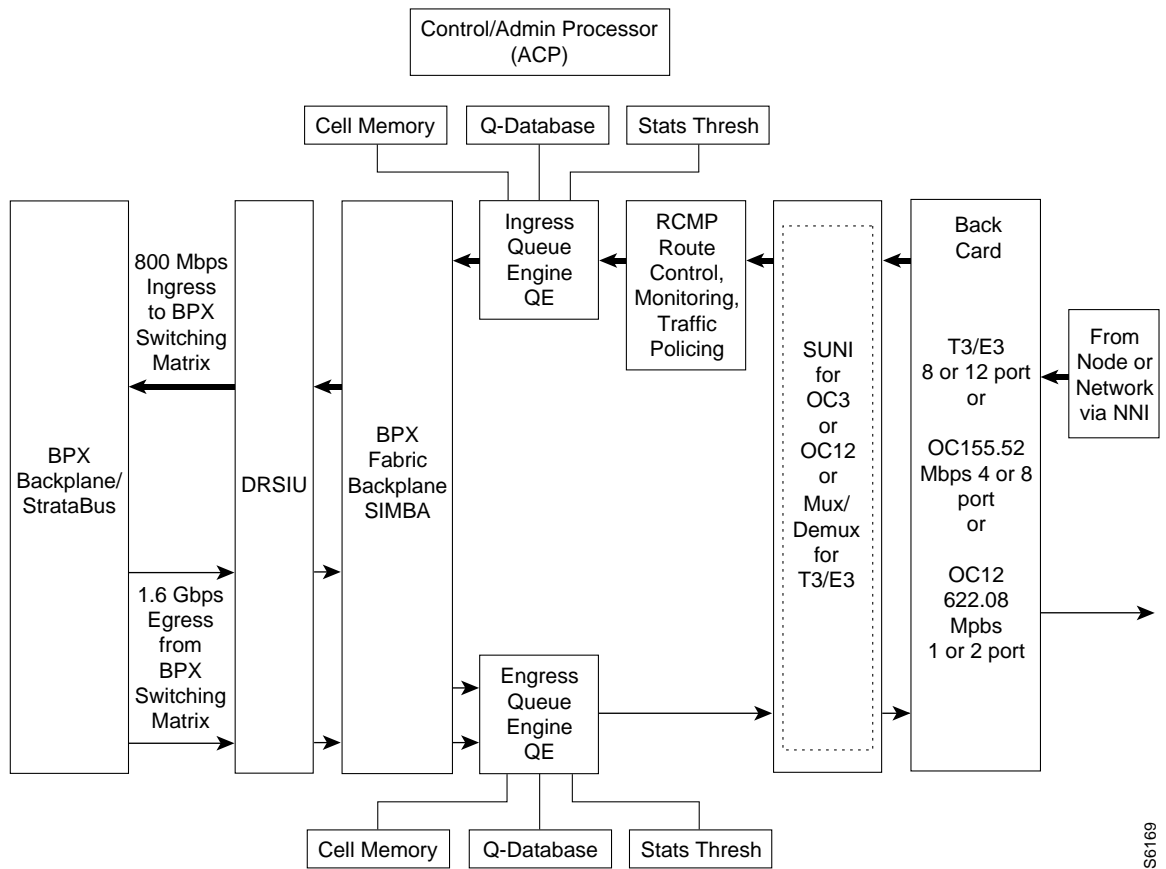 Control/Admin Processor
(ACP)
Cell Memory
Q-Database
Stats Thresh
BPX
Backplane/
StrataBus
800 Mbps
Ingress
to BPX
Switching
Matrix
1.6 Gbps
Egress
from
BPX
Switching
Matrix
DRSIU
BPX
Fabric
Backplane
SIMBA
Ingress
Queue
Engine
QE
RCMP
Route
Control,
Monitoring,
Traffic
Policing
Engress
Queue
Engine
QE
SUNI
for
OC3
or
OC12
or
Mux/
Demux
for
T3/E3
Back
Card
T3/E3
8 or 12 port
or
OC155.52
Mbps 4 or 8
port
or
OC12
622.08
Mpbs
1 or 2 port
From
Node or
Network
via NNI
Cell Memory
Q-Database
Stats Thresh
S6169